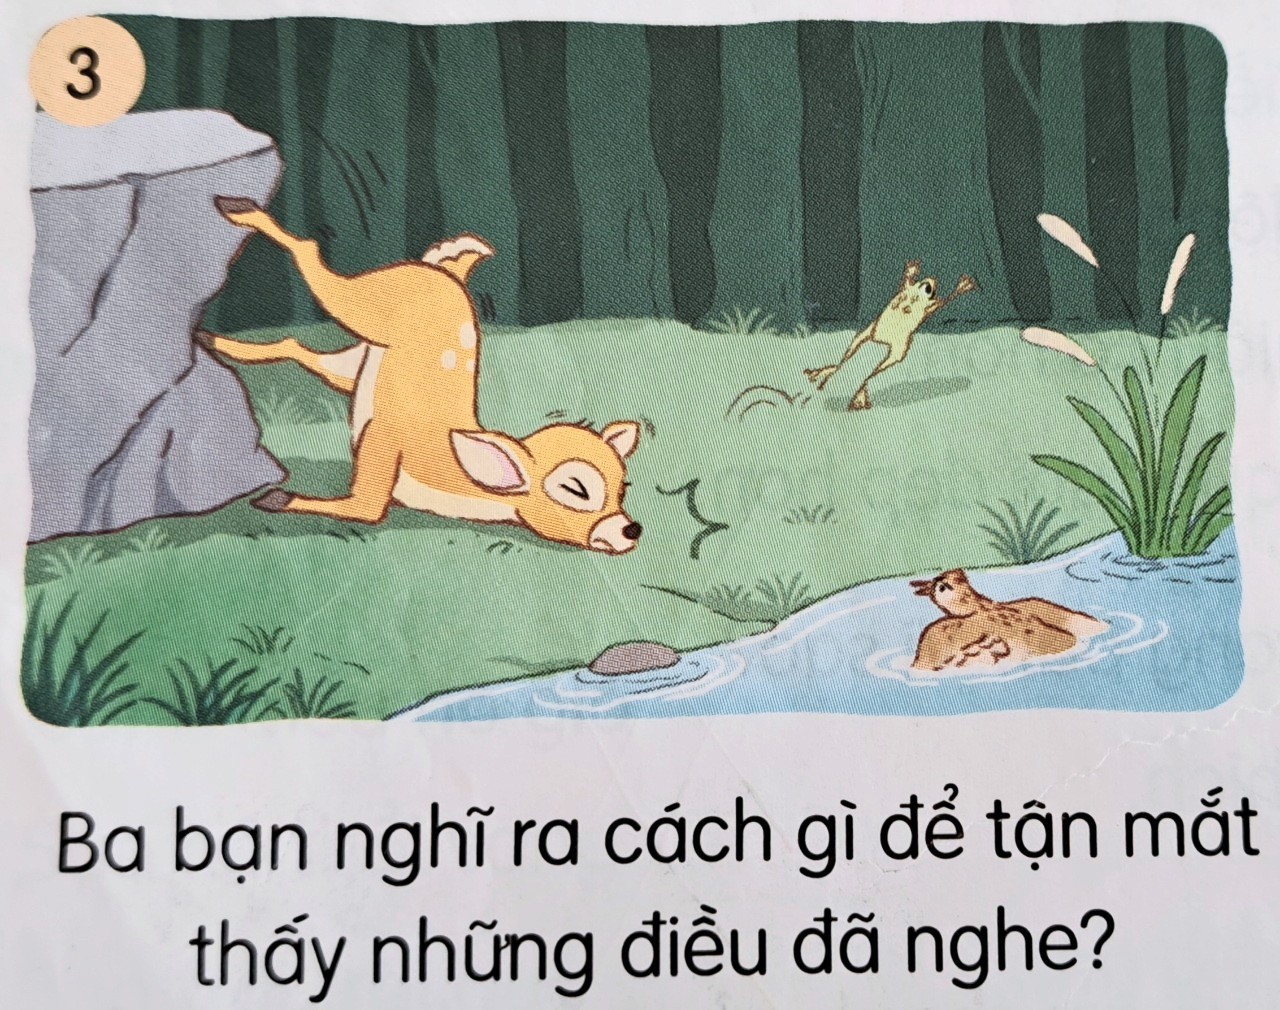 3
Ba bạn nghĩ ra cách gì để tận mắt
thấy những điều đã nghe?